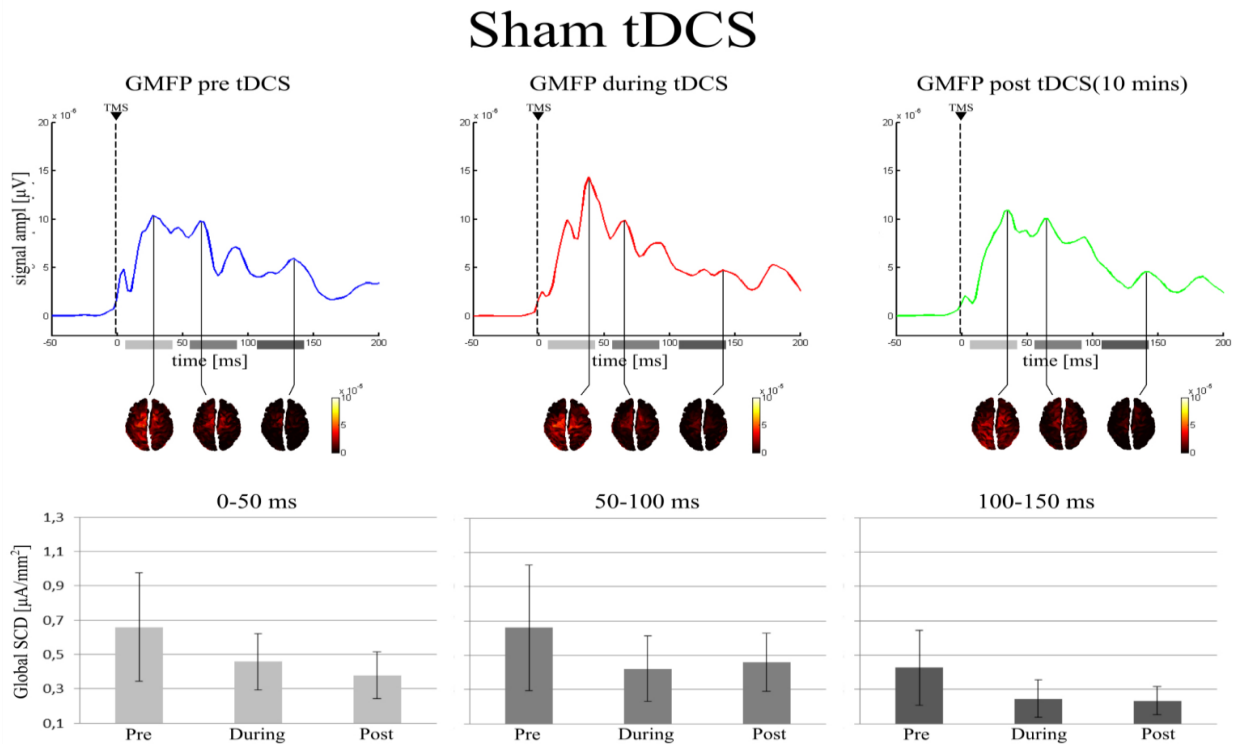 Sham tDCS
GMFP pre tDCS
GMFP during tDCS
GMFP post tDCS(10 mins)
TMS
TMS
TMS
20 x 10⁻⁶
20 x 10⁻⁶
20 x 10⁻⁶
signal ampl [µV]
15
10
5
0
15
10
5
0
15
10
5
0
-50 0 50 100 150 200
-50 0 50 100 150 200
-50 0 50 100 150 200
time [ms]
time [ms]
time [ms]
x 10⁻⁶
10
5
0
x 10⁻⁶
10
5
0
x 10⁻⁶
10
5
0
0-50 ms
50-100 ms
100-150 ms
Global SCD [µA/mm²]
1,3
1,1
0,9
0,7
0,5
0,3
0,1
Pre During Post
Pre During Post
Pre During Post